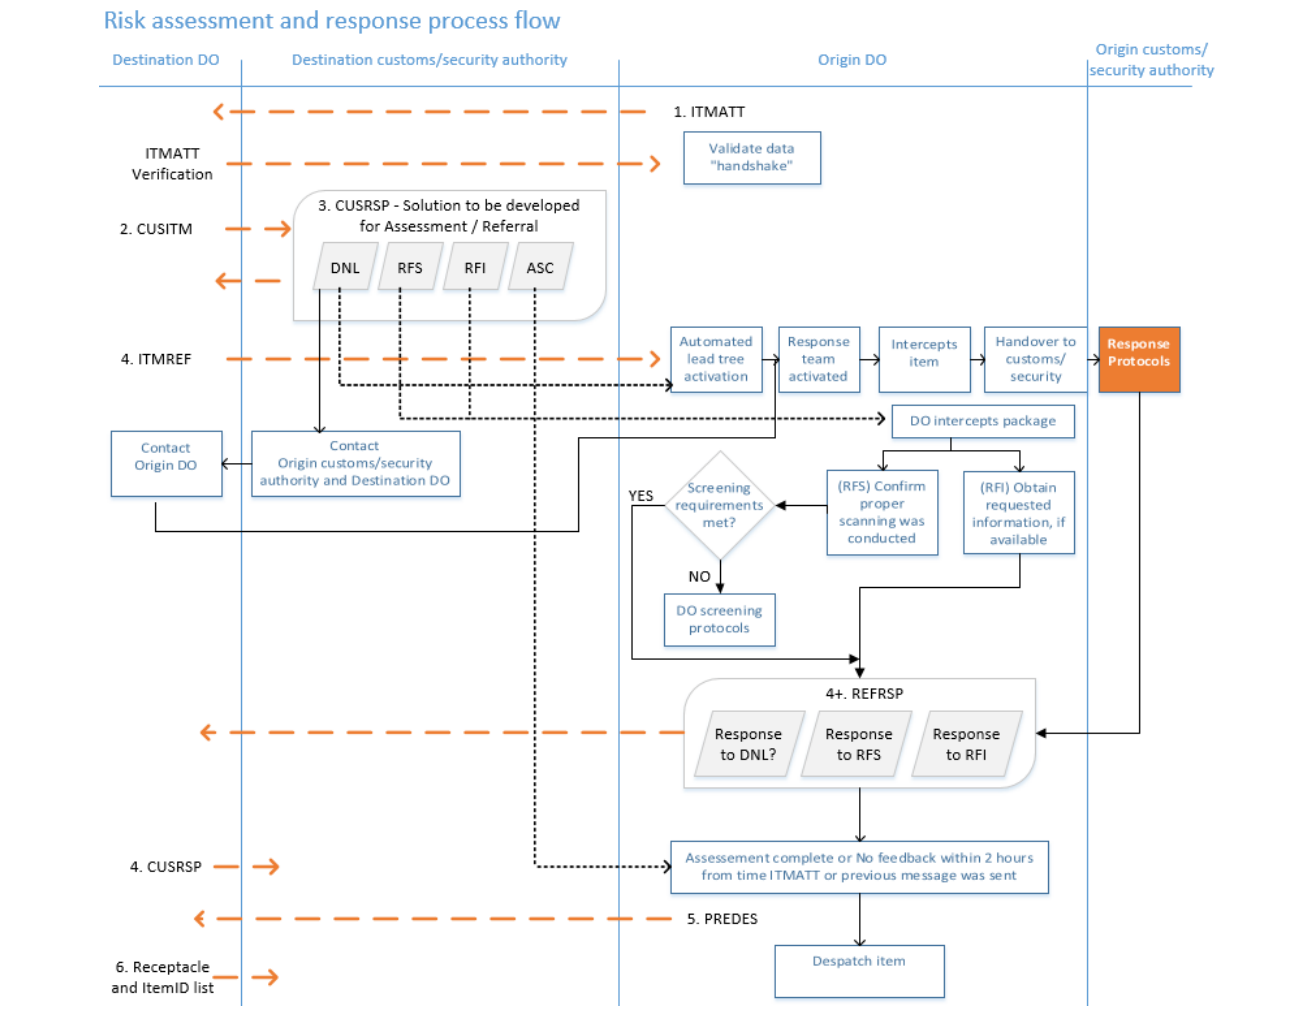 Risk assessment and response process flow
Destination DO
Destination customs/security authority
Origin DO
Origin customs/
security authority
1. ITMATT
Validate data
"handshake"
ITMATT
Verification
3. CUSRSP - Solution to be developed
for Assessment / Referral
2. CUSITM
DNL
RFS
RFI
ASC
4. ITMREF
Automated
lead tree
activation
Response
team
activated
Intercepts
item
Handover to
customs/
security
Response
Protocols
DO intercepts package
Contact
Origin DO
Contact
Origin customs/security
authority and Destination DO
YES
Screening
requirements
met?
(RFS) Confirm
proper
scanning was
conducted
(RFI) Obtain
requested
information, if
available
NO
DO screening
protocols
4+. REFRSP
Response
to DNL?
Response
to RFS
Response
to RFI
4. CUSRSP
Assessement complete or No feedback within 2 hours
from time ITMATT or previous message was sent
5. PREDES
Despatch item
6. Receptacle
and ItemID list